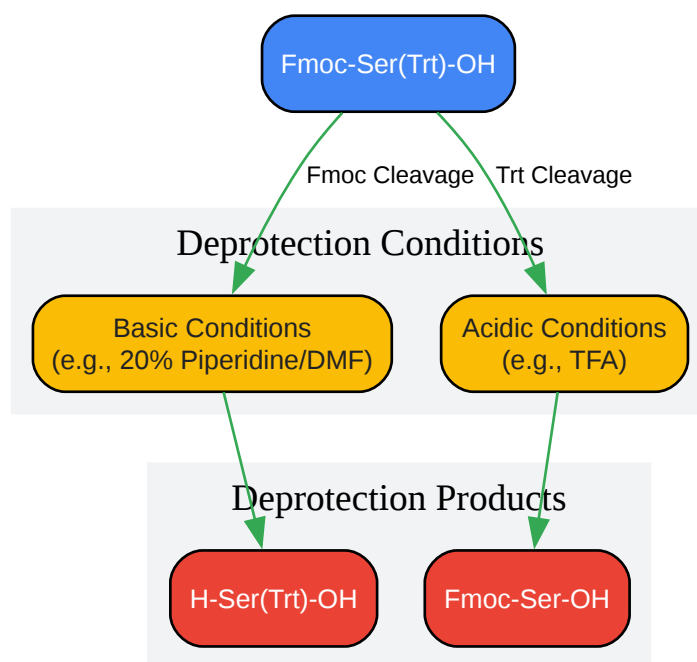 Fmoc-Ser(Trt)-OH
Fmoc Cleavage
Trt Cleavage
Deprotection Conditions
Basic Conditions
(e.g., 20% Piperidine/DMF)
Acidic Conditions
(e.g., TFA)
Deprotection Products
H-Ser(Trt)-OH
Fmoc-Ser-OH